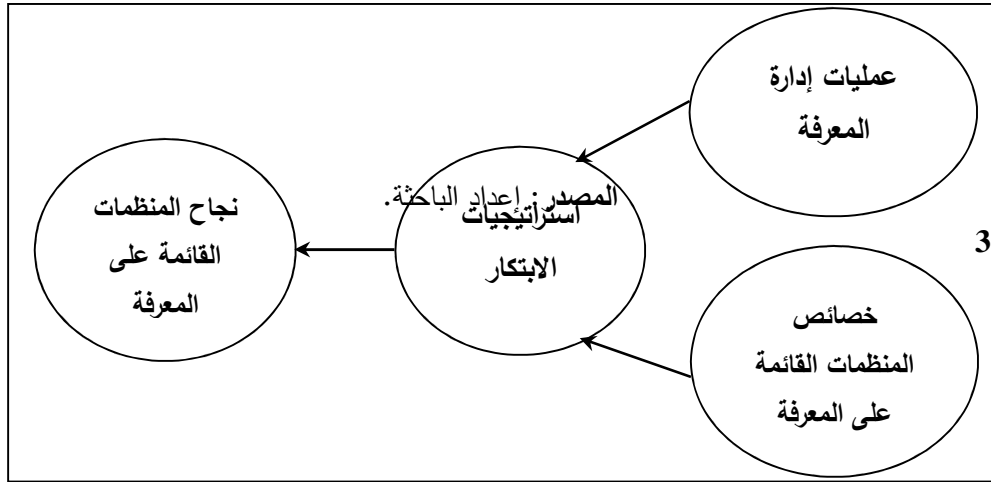 عمليات إدارة
المعرفة
المصدر: إعداد الباحثة.
استراتيجيات
الابتكار
نجاح المنظمات
القائمة على
المعرفة
3
خصائص
المنظمات القائمة
على المعرفة